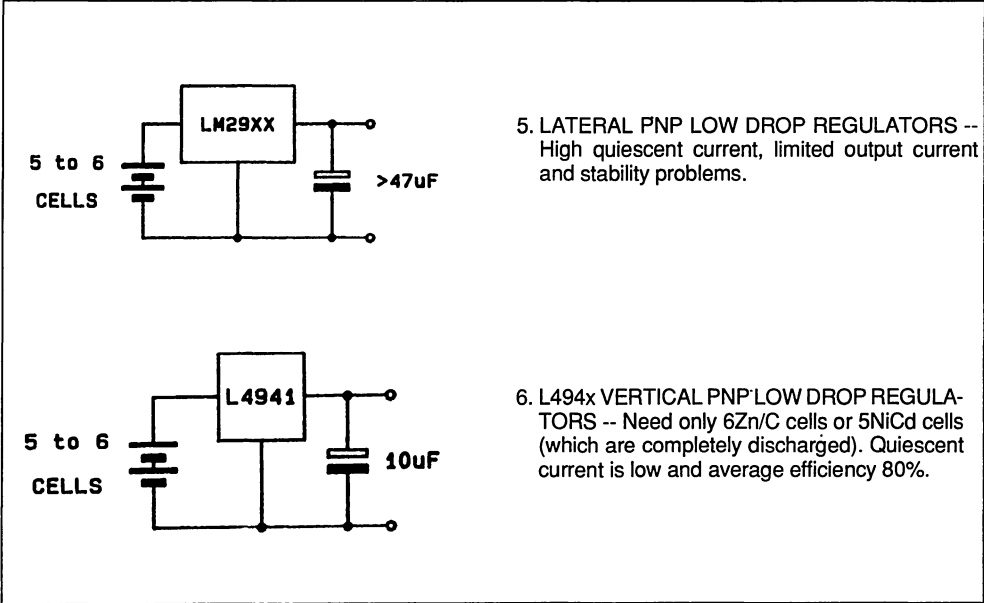 LM29XX
5 to 6
CELLS
>47uF
5. LATERAL PNP LOW DROP REGULATORS --
High quiescent current, limited output current
and stability problems.
L4941
5 to 6
CELLS
10uF
6. L494x VERTICAL PNP LOW DROP REGULA-
TORS -- Need only 6Zn/C cells or 5NiCd cells
(which are completely discharged). Quiescent
current is low and average efficiency 80%.